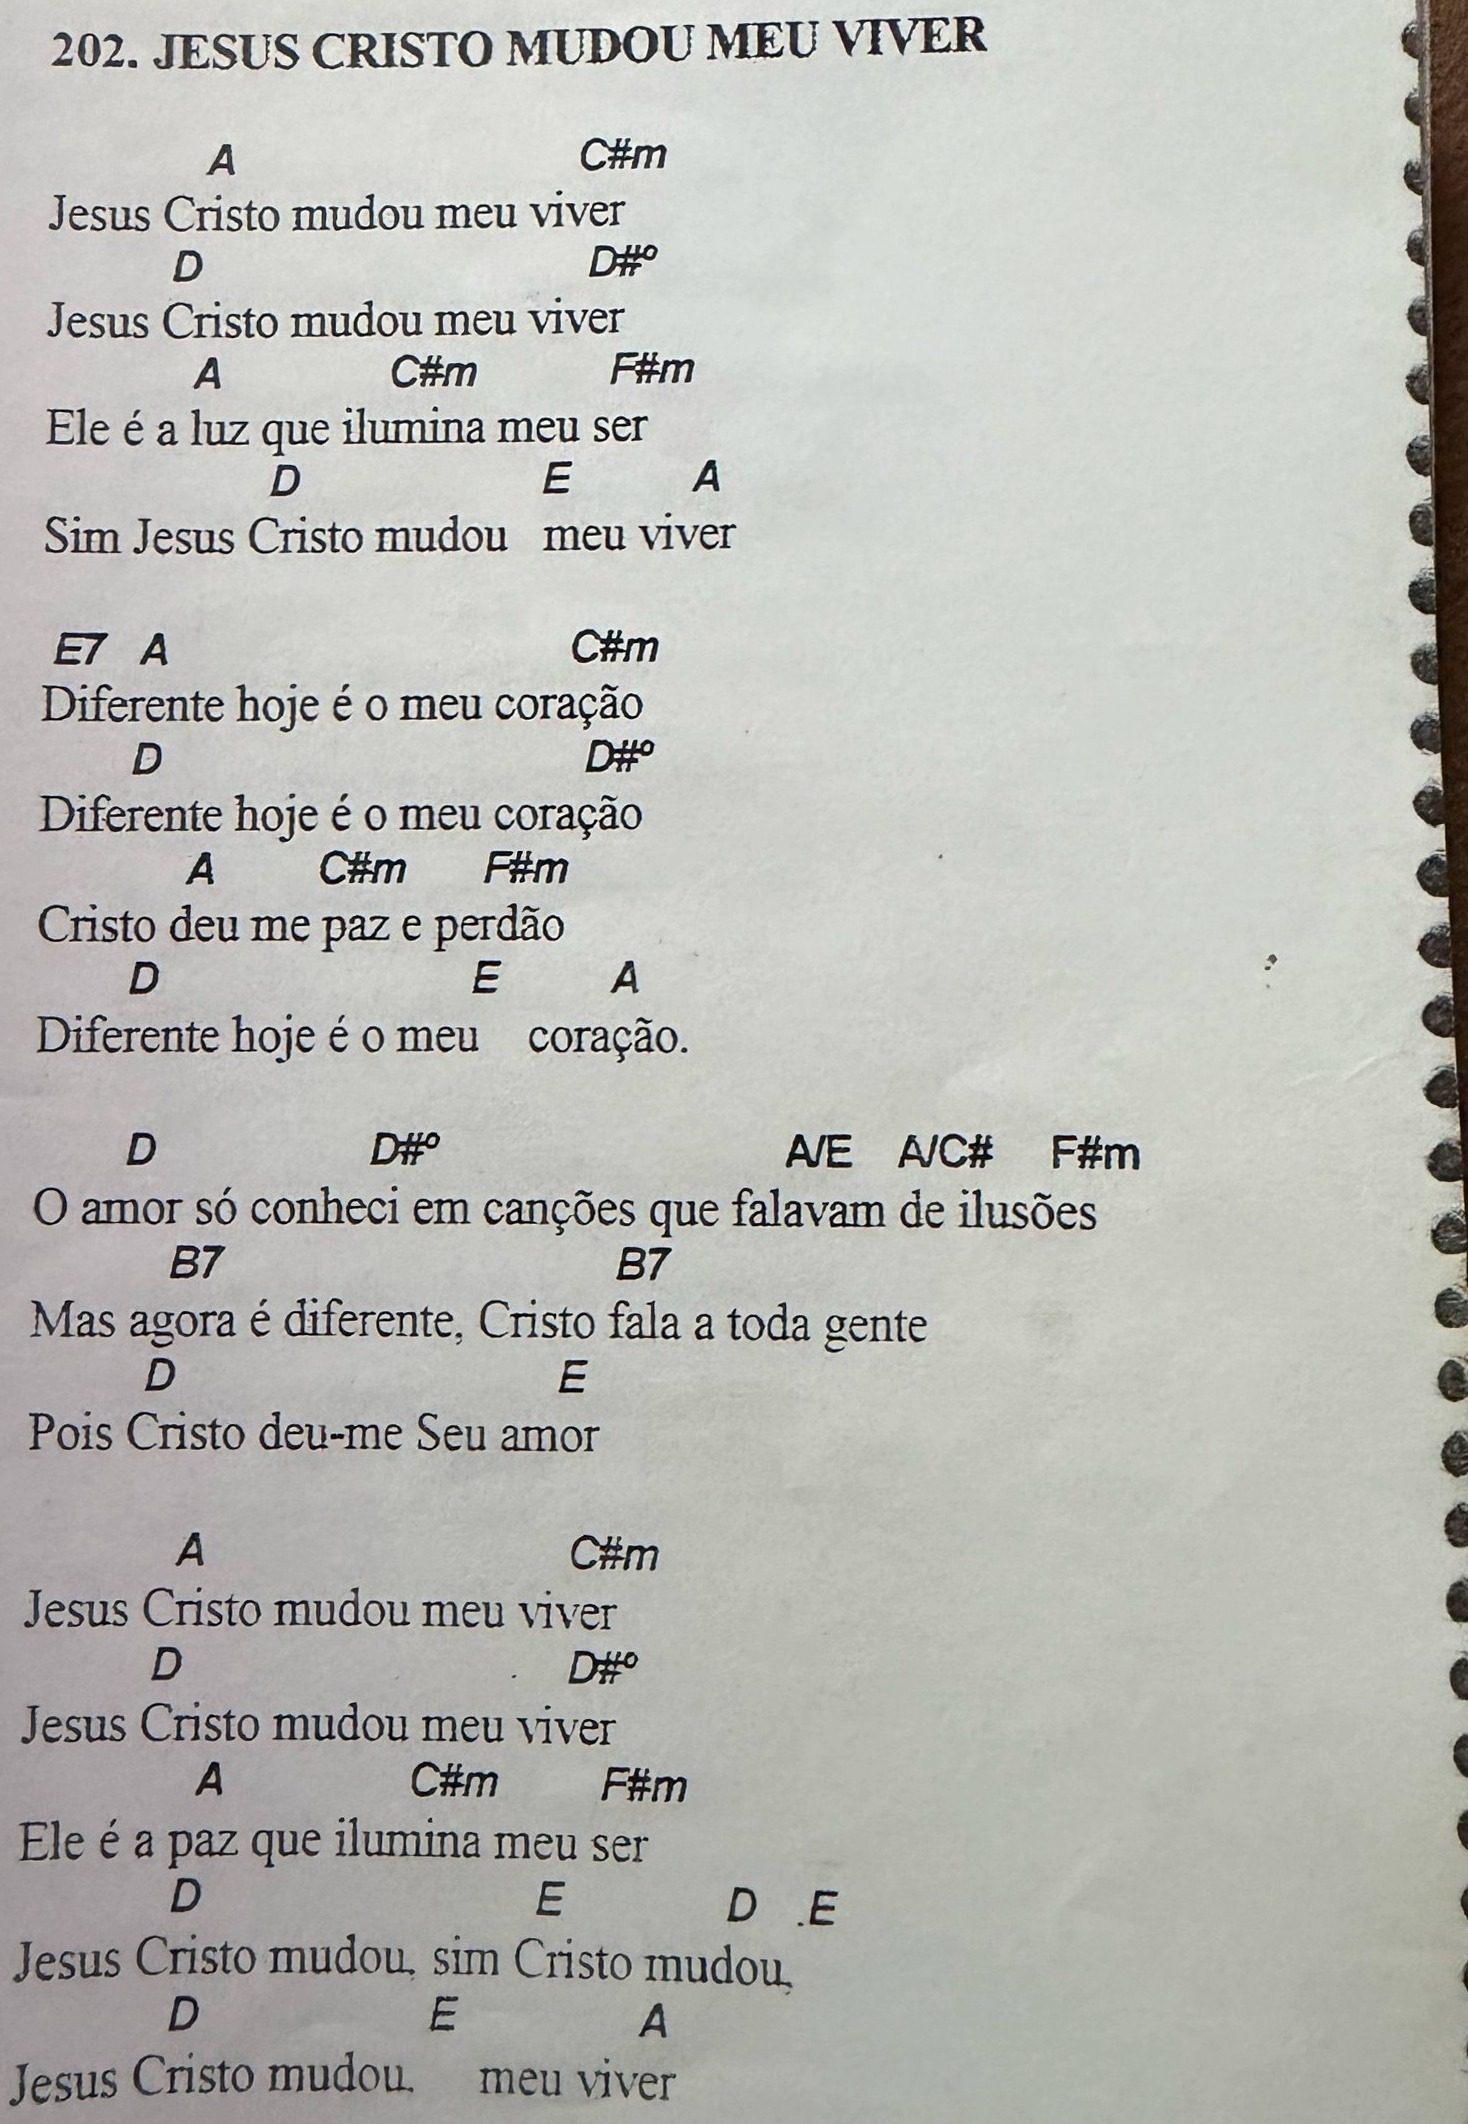 202. JESUS CRISTO MUDOU MEU VIVER
A C#m
Jesus Cristo mudou meu viver
D D#º
Jesus Cristo mudou meu viver
A C#m F#m
Ele é a luz que ilumina meu ser
D E A
Sim Jesus Cristo mudou meu viver
E7 A C#m
Diferente hoje é o meu coração
D D#º
Diferente hoje é o meu coração
A C#m F#m
Cristo deu me paz e perdão
D E A
Diferente hoje é o meu coração.
D D#º A/E A/C# F#m
O amor só conheci em canções que falavam de ilusões
B7 B7
Mas agora é diferente, Cristo fala a toda gente
D E
Pois Cristo deu-me Seu amor
A C#m
Jesus Cristo mudou meu viver
D D#º
Jesus Cristo mudou meu viver
A C#m F#m
Ele é a paz que ilumina meu ser
D E D .E
Jesus Cristo mudou, sim Cristo mudou,
D E A
Jesus Cristo mudou. meu viver